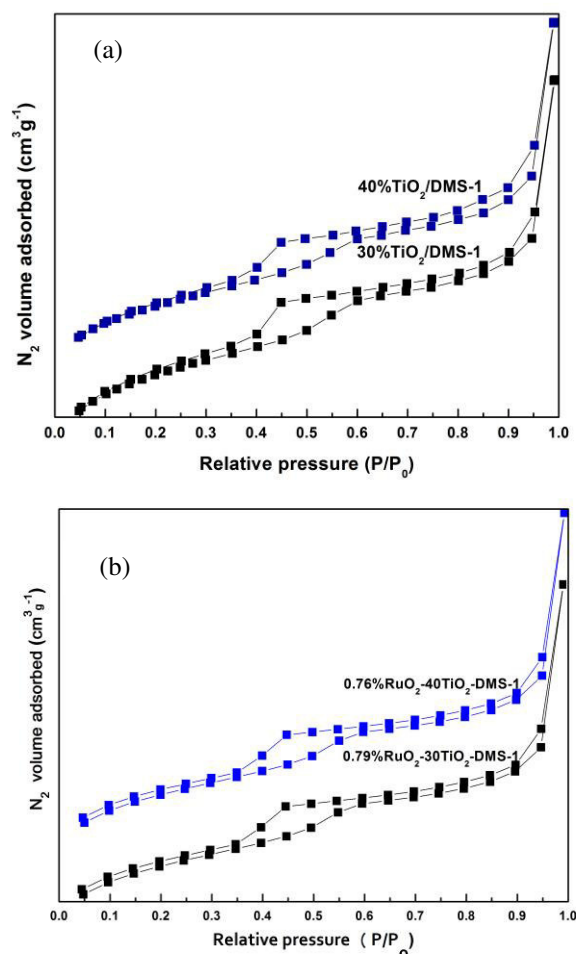 (a)
40%TiO₂/DMS-1
30%TiO₂/DMS-1
N₂ volume adsorbed (cm³g⁻¹)
0.0 0.1 0.2 0.3 0.4 0.5 0.6 0.7 0.8 0.9 1.0
Relative pressure (P/P₀)
(b)
0.76%RuO₂-40TiO₂-DMS-1
0.79%RuO₂-30TiO₂-DMS-1
N₂ volume adsorbed (cm³g⁻¹)
0.0 0.1 0.2 0.3 0.4 0.5 0.6 0.7 0.8 0.9 1.0
Relative pressure ( P/P₀)